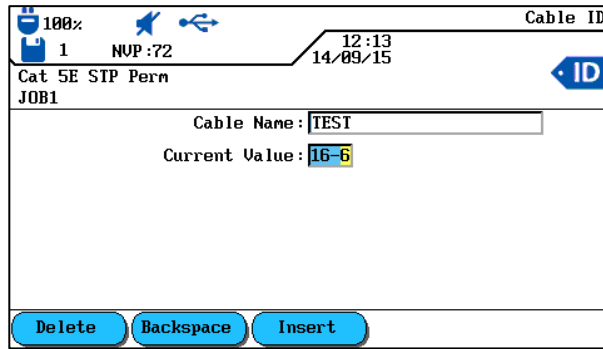 100% Cable ID
1 NVP:72 12:13
14/09/15
Cat 5E STP Perm ID
JOB1
Cable Name: TEST
Current Value: 16-6
Delete Backspace Insert